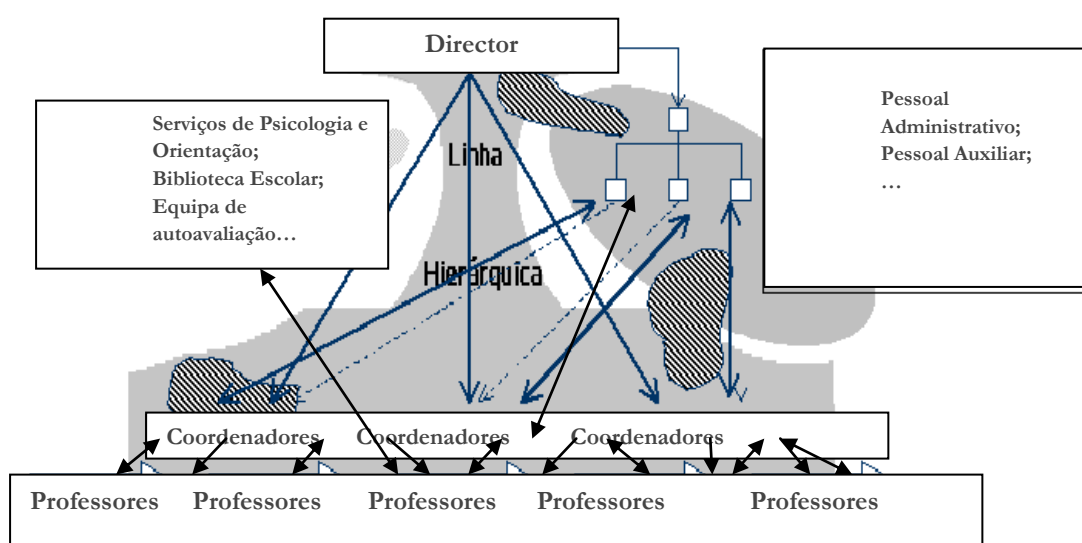 Director
Serviços de Psicologia e
Orientação;
Biblioteca Escolar;
Equipa de
autoavaliação…
Pessoal
Administrativo;
Pessoal Auxiliar;
…
Linha
Hierárquica
Coordenadores Coordenadores Coordenadores
Professores Professores Professores Professores Professores